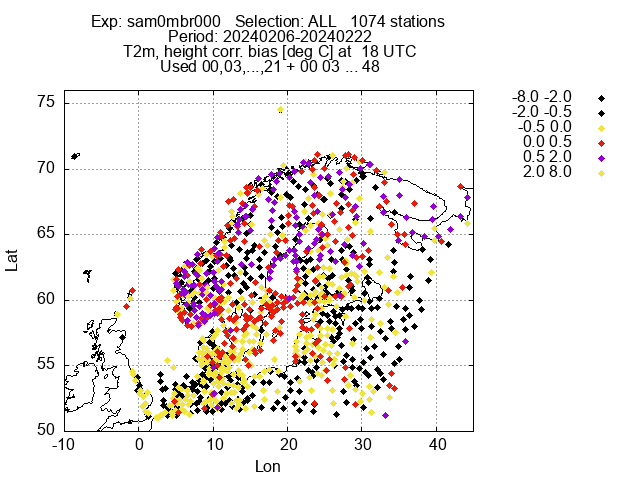 Exp: sam0mbr000   Selection: ALL   1074 stations
Period: 20240206-20240222
T2m, height corr. bias [deg C] at  18 UTC
Used 00,03,...,21 + 00 03 ... 48
-8.0 -2.0
-2.0 -0.5
-0.5 0.0
0.0 0.5
0.5 2.0
2.0 8.0
75
70
65
60
55
50
Lat
-10 0 10 20 30 40
Lon